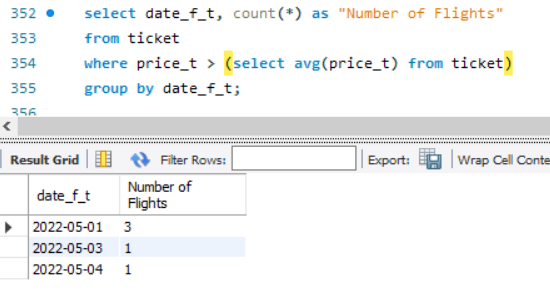 352 select date_f_t, count(*) as "Number of Flights"
353 from ticket
354 where price_t > (select avg(price_t) from ticket)
355 group by date_f_t;
356
Result Grid Filter Rows: Export: Wrap Cell Conte
date_f_t Number of Flights
2022-05-01 3
2022-05-03 1
2022-05-04 1